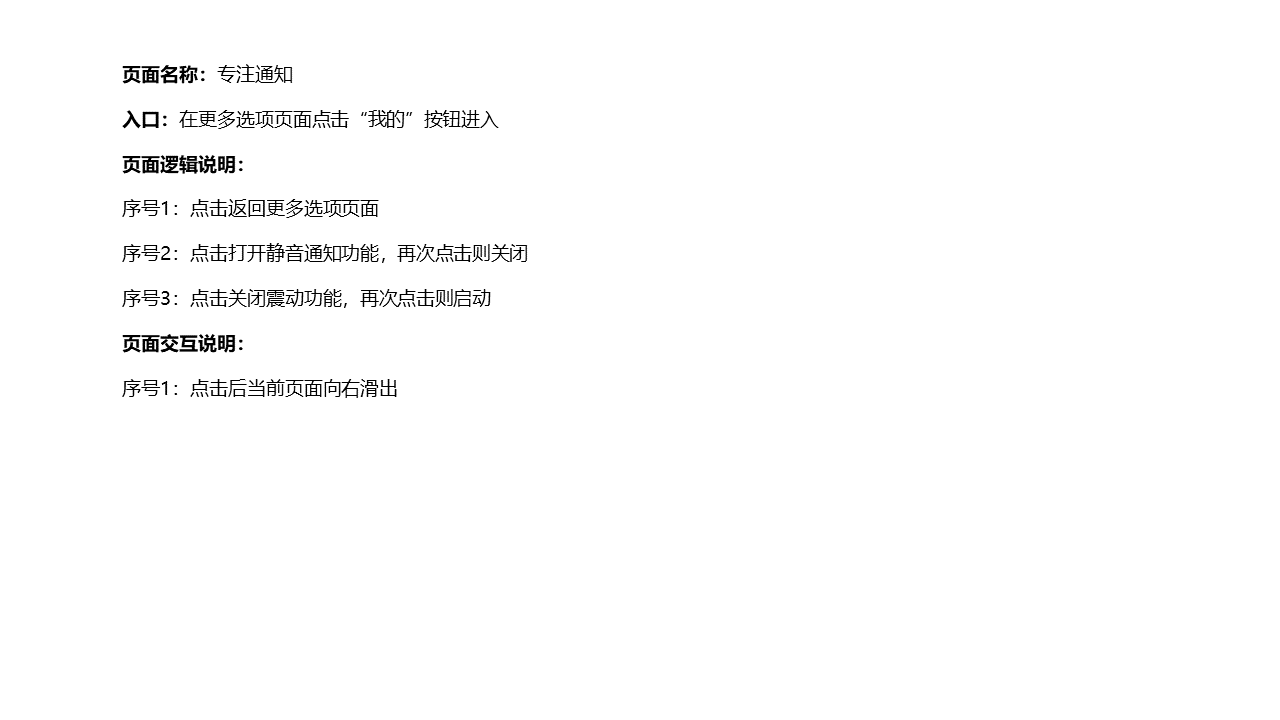 页面名称：专注通知
入口：在更多选项页面点击“我的”按钮进入
页面逻辑说明：
序号1：点击返回更多选项页面
序号2：点击打开静音通知功能，再次点击则关闭
序号3：点击关闭震动功能，再次点击则启动
页面交互说明：
序号1：点击后当前页面向右滑出